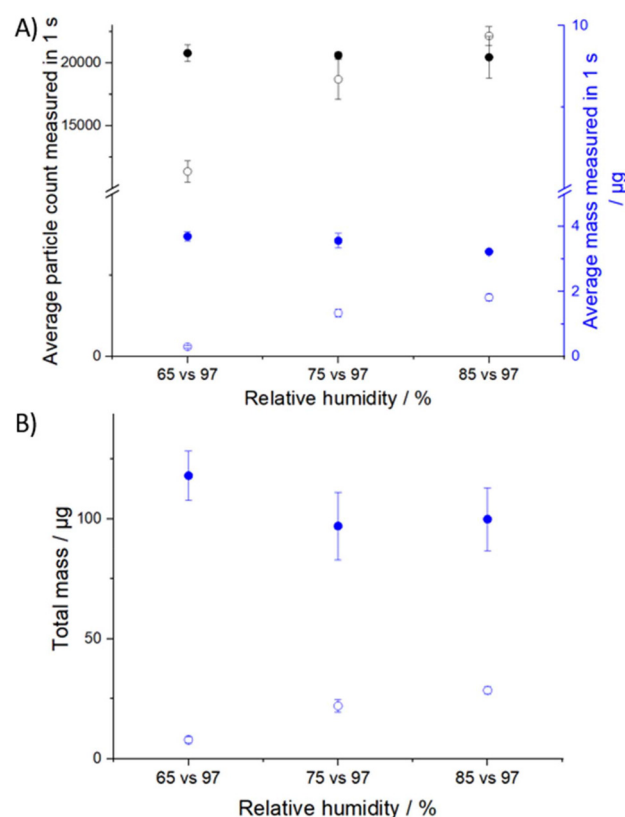 A)
Average particle count measured in 1 s
20000
15000
0
10
4
2
0
Average mass measured in 1 s
/ µg
65 vs 97
75 vs 97
85 vs 97
Relative humidity / %
B)
Total mass / µg
100
50
0
65 vs 97
75 vs 97
85 vs 97
Relative humidity / %